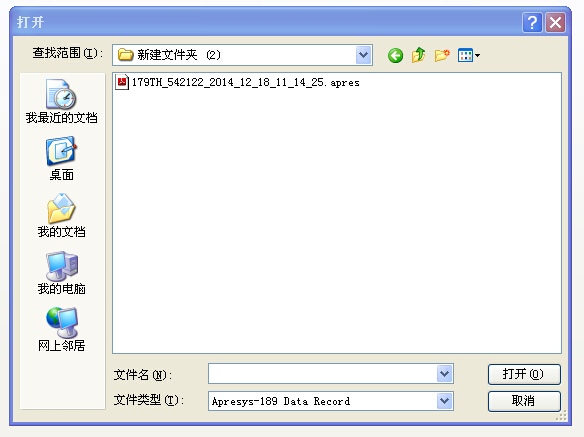 打开
查找范围(I):
新建文件夹 (2)
179TH_542122_2014_12_18_11_14_25.apres
我最近的文档
桌面
我的文档
我的电脑
网上邻居
文件名(N):
打开(O)
文件类型(T):
Apresys-189 Data Record
取消